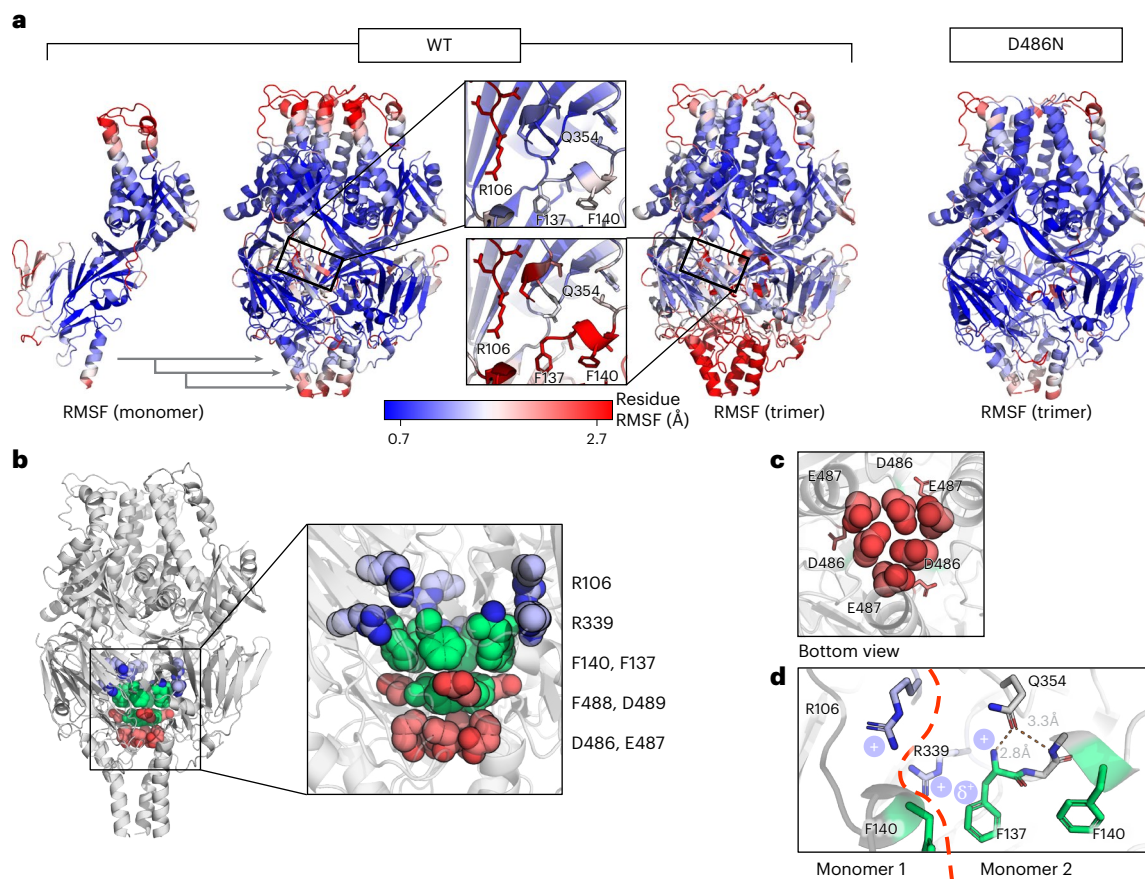 a
WT
D486N
Q354
R106
F137
F140
Q354
R106
F137
F140
RMSF (monomer)
Residue
RMSF (Å)
0.7
2.7
RMSF (trimer)
RMSF (trimer)
b
R106
R339
F140, F137
F488, D489
D486, E487
c
D486
E487
E487
D486
D486
E487
Bottom view
d
Q354
R106
3.3Å
+
+
R339
2.8Å
+
δ+
F140
F137
F140
Monomer 1
Monomer 2